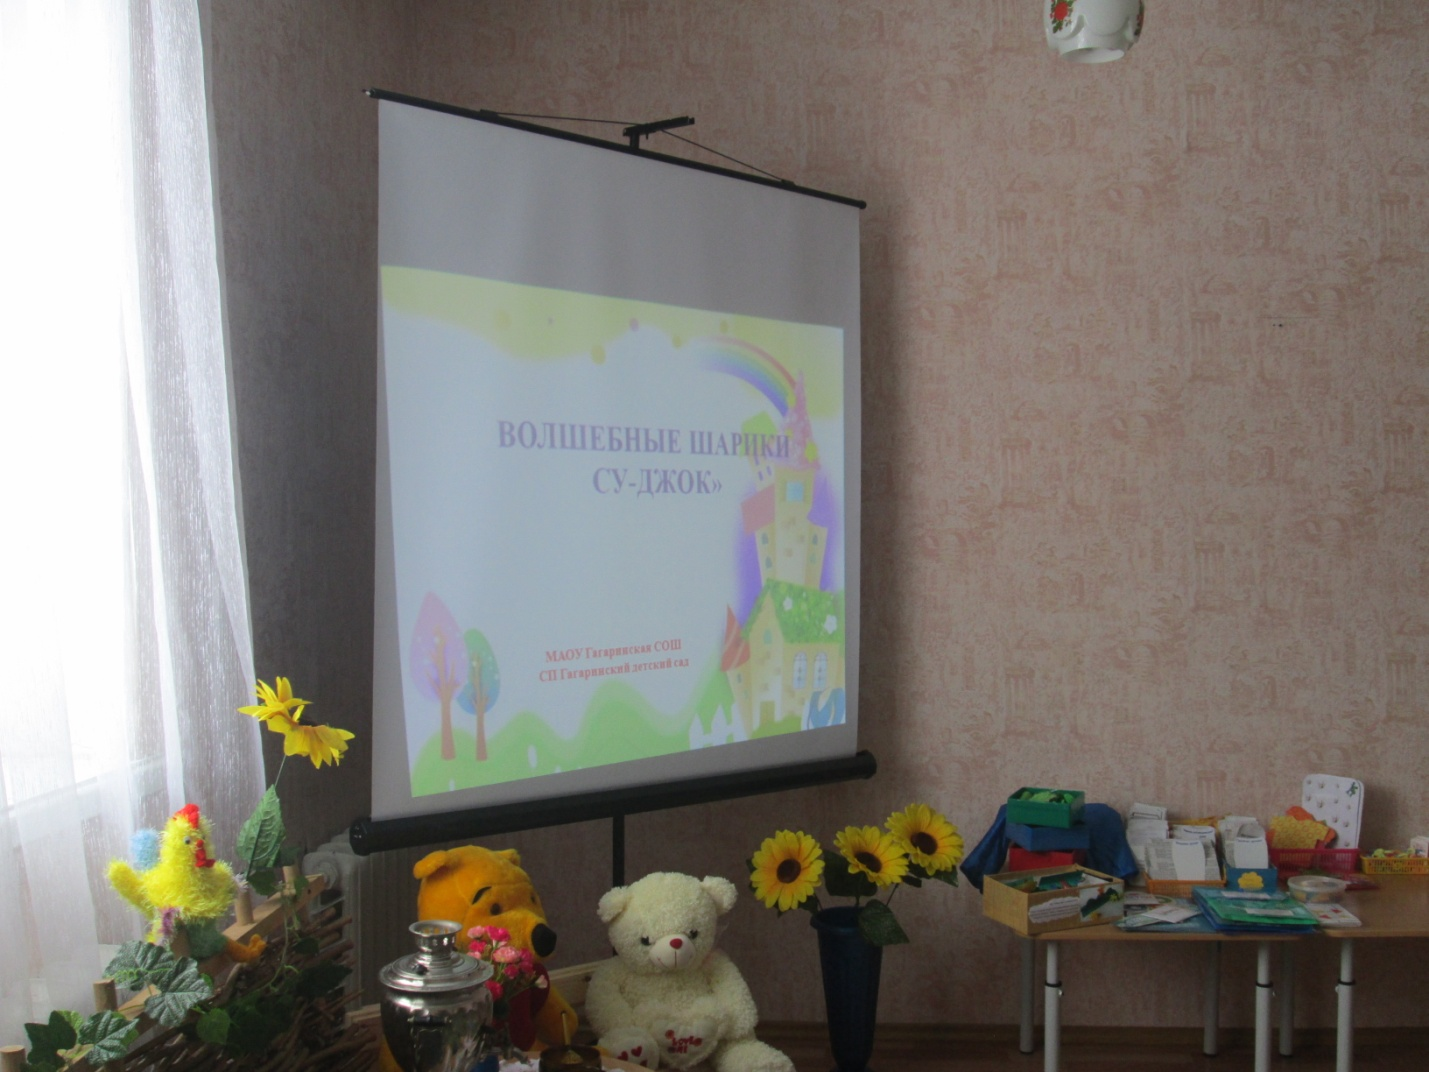 ВОЛШЕБНЫЕ ШАРИКИ
СУ-ДЖОК»
МАОУ Гагаринская СОШ
СП Гагаринский детский сад